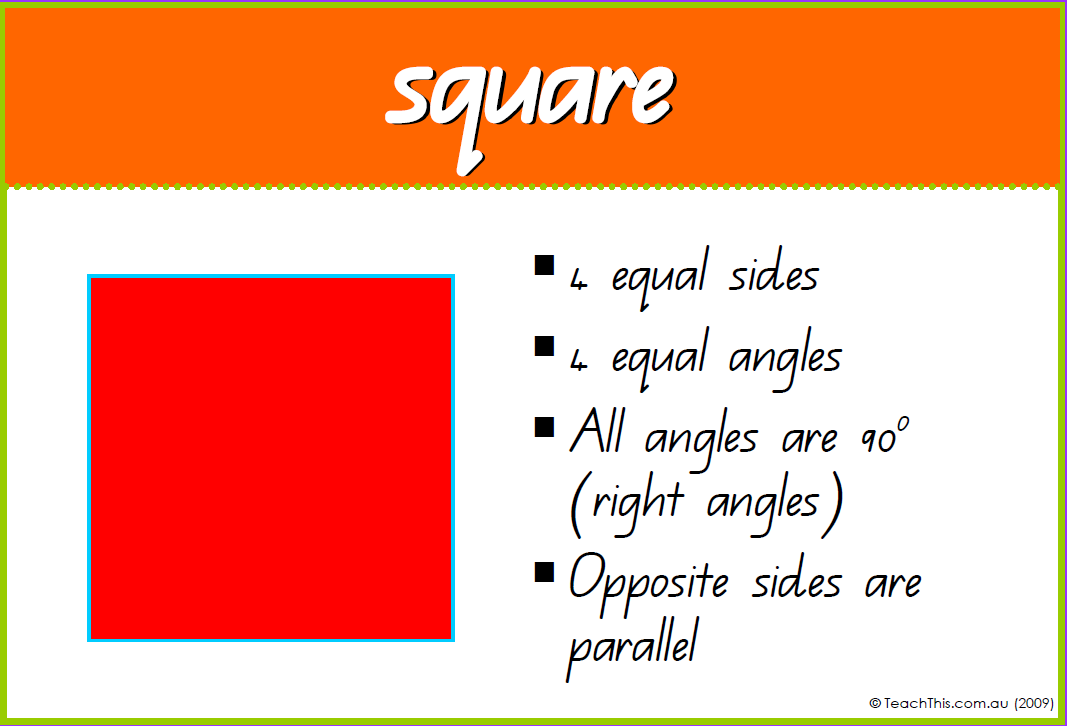 square
▪ 4 equal sides
▪ 4 equal angles
▪ All angles are 90⁰
(right angles)
▪ Opposite sides are
parallel
© TeachThis.com.au (2009)